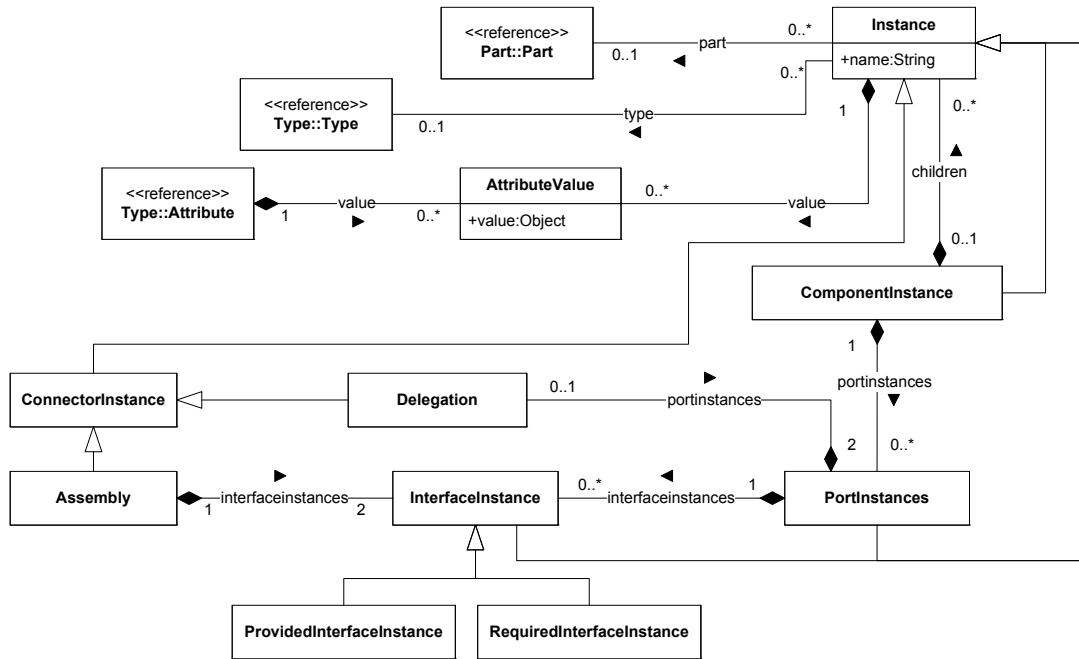 <<reference>>
Part::Part
0..1
part
0..*
Instance
+name:String
<<reference>>
Type::Type
0..1
type
0..*
1
0..*
children
<<reference>>
Type::Attribute
1
value
0..*
AttributeValue
+value:Object
0..*
value
0..1
ComponentInstance
1
portinstances
0..*
ConnectorInstance
Delegation
0..1
portinstances
2
Assembly
1
interfaceinstances
2
InterfaceInstance
0..*
interfaceinstances
1
PortInstances
ProvidedInterfaceInstance
RequiredInterfaceInstance